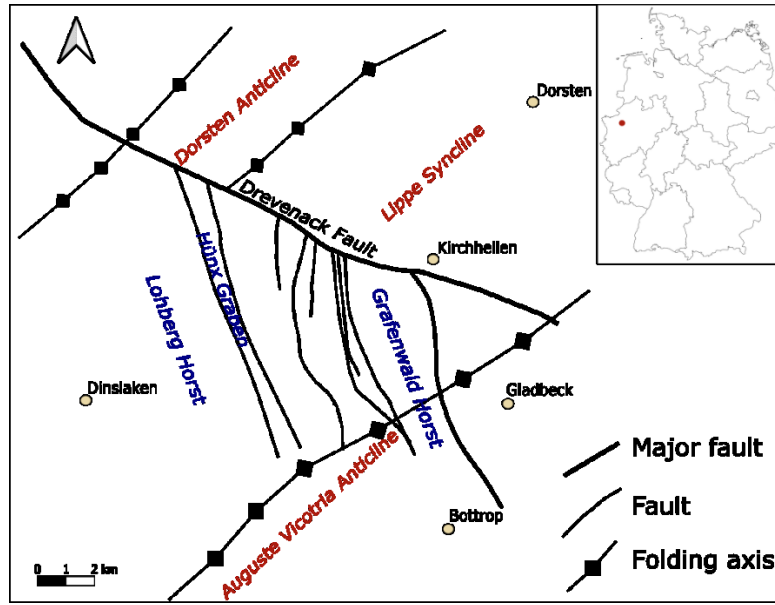 Dorsten Anticline
Dorsten
Lippe Syncline
Drevenack Fault
Kirchhellen
Hünx Graben
Lohberg Horst
Grafenwald Horst
Dinslaken
Gladbeck
Auguste Vicotria Anticline
Bottrop
Major fault
Fault
Folding axis
0 1 2 km